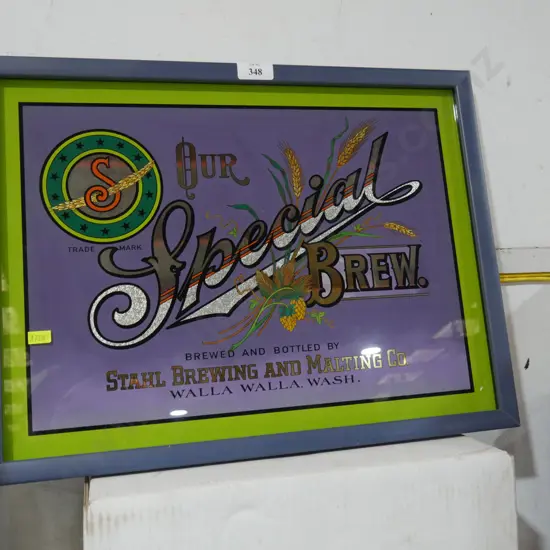 348
S
TRADE MARK
OUR
Special
BREW.
BREWED AND BOTTLED BY
STAHL BREWING AND MALTING CO
WALLA WALLA. WASH.